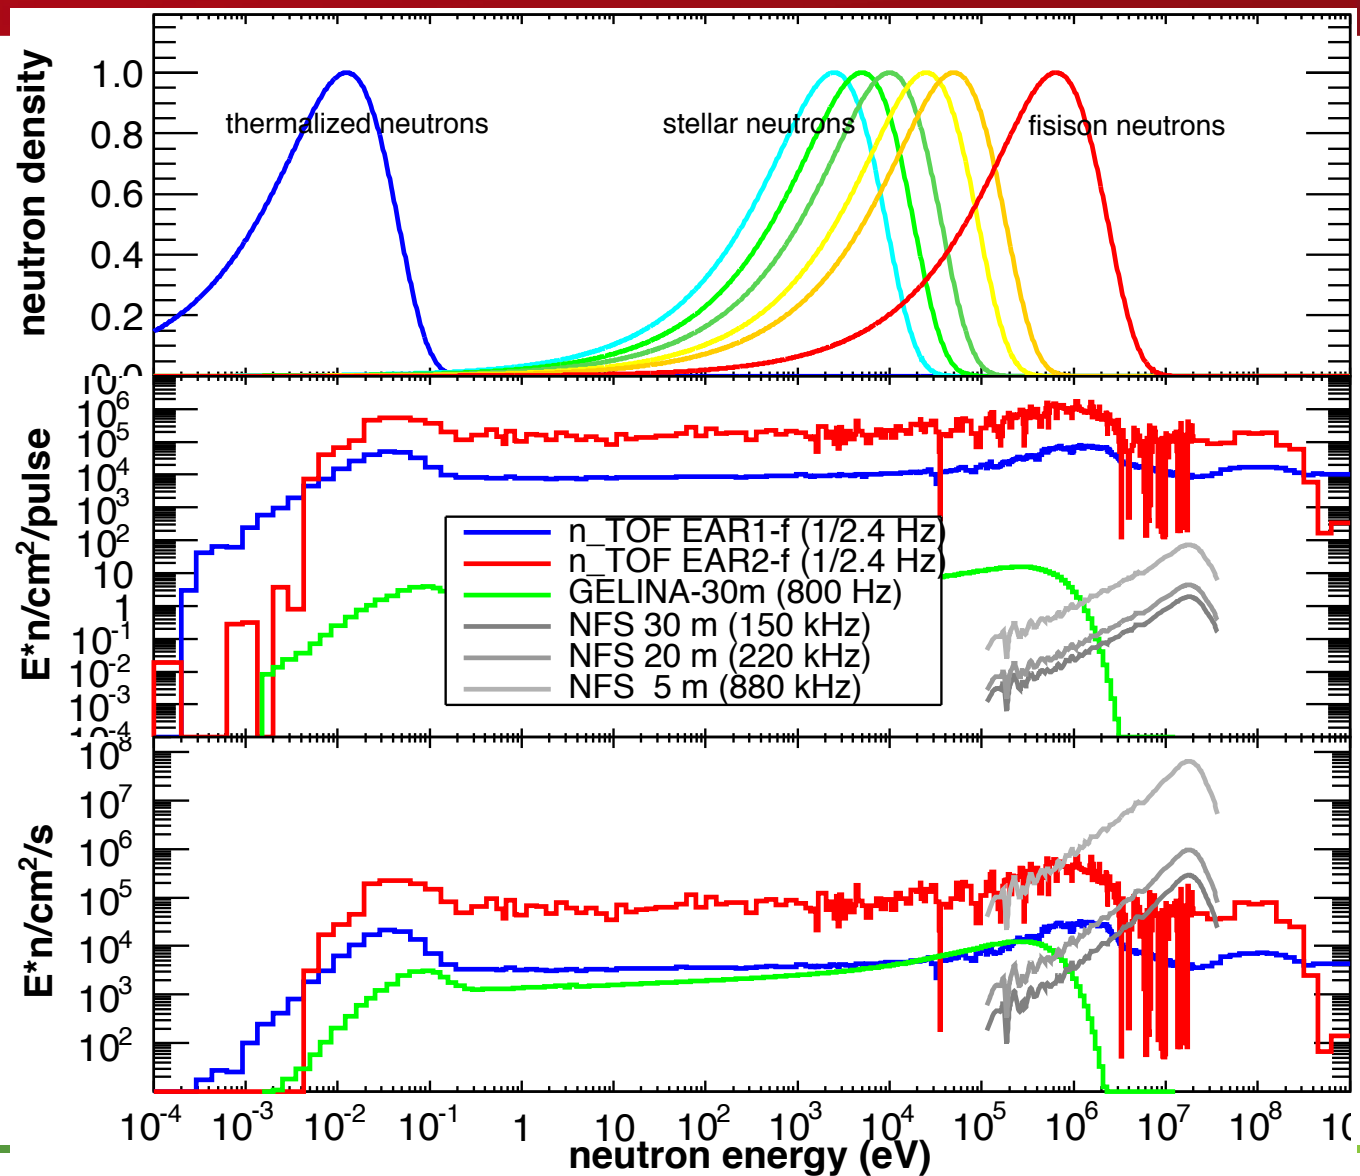 neutron density
1.0
0.8
0.6
0.4
0.2
0.0
thermalized neutrons
stellar neutrons
fisison neutrons
E*n/cm²/pulse
10⁶
10⁵
10⁴
10³
10²
10
1
10⁻¹
10⁻²
10⁻³
10⁻⁴
n_TOF EAR1-f (1/2.4 Hz)
n_TOF EAR2-f (1/2.4 Hz)
GELINA-30m (800 Hz)
NFS 30 m (150 kHz)
NFS 20 m (220 kHz)
NFS  5 m (880 kHz)
E*n/cm²/s
10⁸
10⁷
10⁶
10⁵
10⁴
10³
10²
10⁻⁴ 10⁻³ 10⁻² 10⁻¹ 1 10 10² 10³ 10⁴ 10⁵ 10⁶ 10⁷ 10⁸
neutron energy (eV)